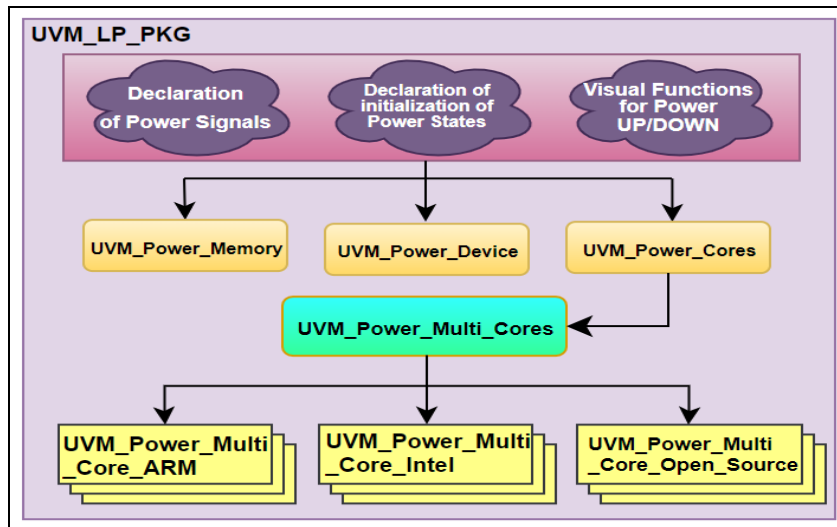 UVM_LP_PKG
Declaration
of Power Signals
Declaration of
initialization of
Power States
Visual Functions
for Power
UP/DOWN
UVM_Power_Memory
UVM_Power_Device
UVM_Power_Cores
UVM_Power_Multi_Cores
UVM_Power_Multi
_Core_ARM
UVM_Power_Multi
_Core_Intel
UVM_Power_Multi
_Core_Open_Source